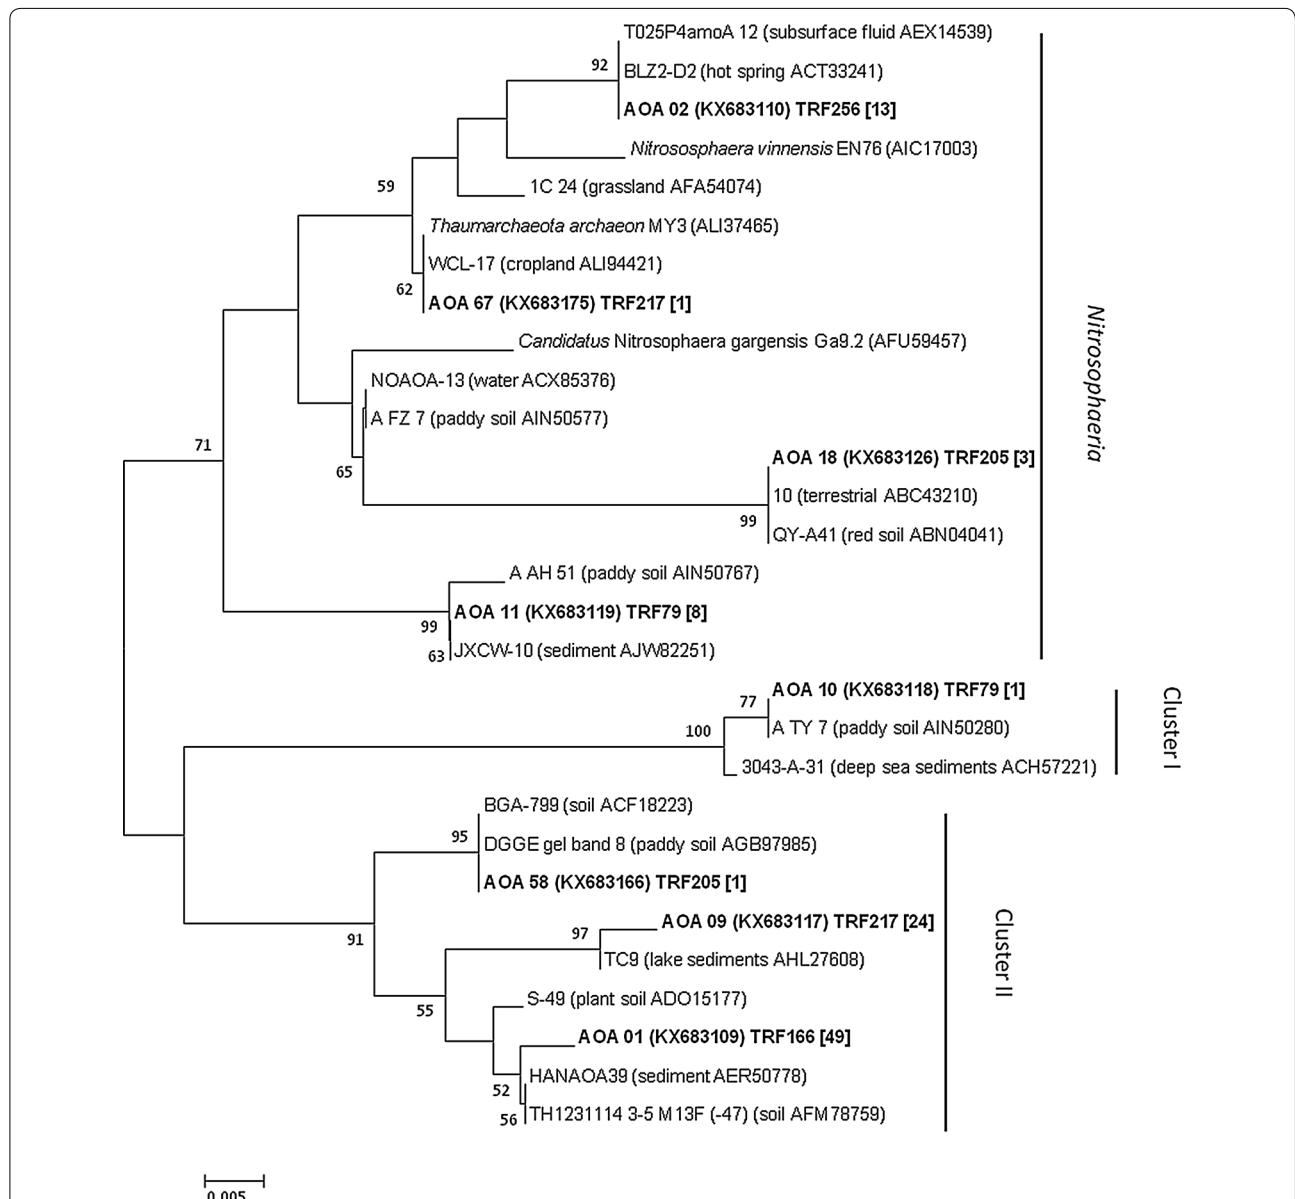 T025P4amoA 12 (subsurface fluid AEX14539)
92
BLZ2-D2 (hot spring ACT33241)
AOA 02 (KX683110) TRF256 [13]
Nitrososphaera vinnensis EN76 (AIC17003)
59
1C 24 (grassland AFA54074)
Thaumarchaeota archaeon MY3 (ALI37465)
WCL-17 (cropland ALI94421)
62
AOA 67 (KX683175) TRF217 [1]
Nitrosophaeria
Candidatus Nitrosophaera gargensis Ga9.2 (AFU59457)
NOAOA-13 (water ACX85376)
A FZ 7 (paddy soil AIN50577)
71
AOA 18 (KX683126) TRF205 [3]
65
10 (terrestrial ABC43210)
99
QY-A41 (red soil ABN04041)
A AH 51 (paddy soil AIN50767)
AOA 11 (KX683119) TRF79 [8]
99
63
JXCW-10 (sediment AJW82251)
AOA 10 (KX683118) TRF79 [1]
77
100
A TY 7 (paddy soil AIN50280)
Cluster I
3043-A-31 (deep sea sediments ACH57221)
BGA-799 (soil ACF18223)
95
DGGE gel band 8 (paddy soil AGB97985)
AOA 58 (KX683166) TRF205 [1]
AOA 09 (KX683117) TRF217 [24]
97
91
TC9 (lake sediments AHL27608)
Cluster II
S-49 (plant soil ADO15177)
55
AOA 01 (KX683109) TRF166 [49]
HANAOA39 (sediment AER50778)
52
TH1231114 3-5 M13F (-47) (soil AFM78759)
56
0.005